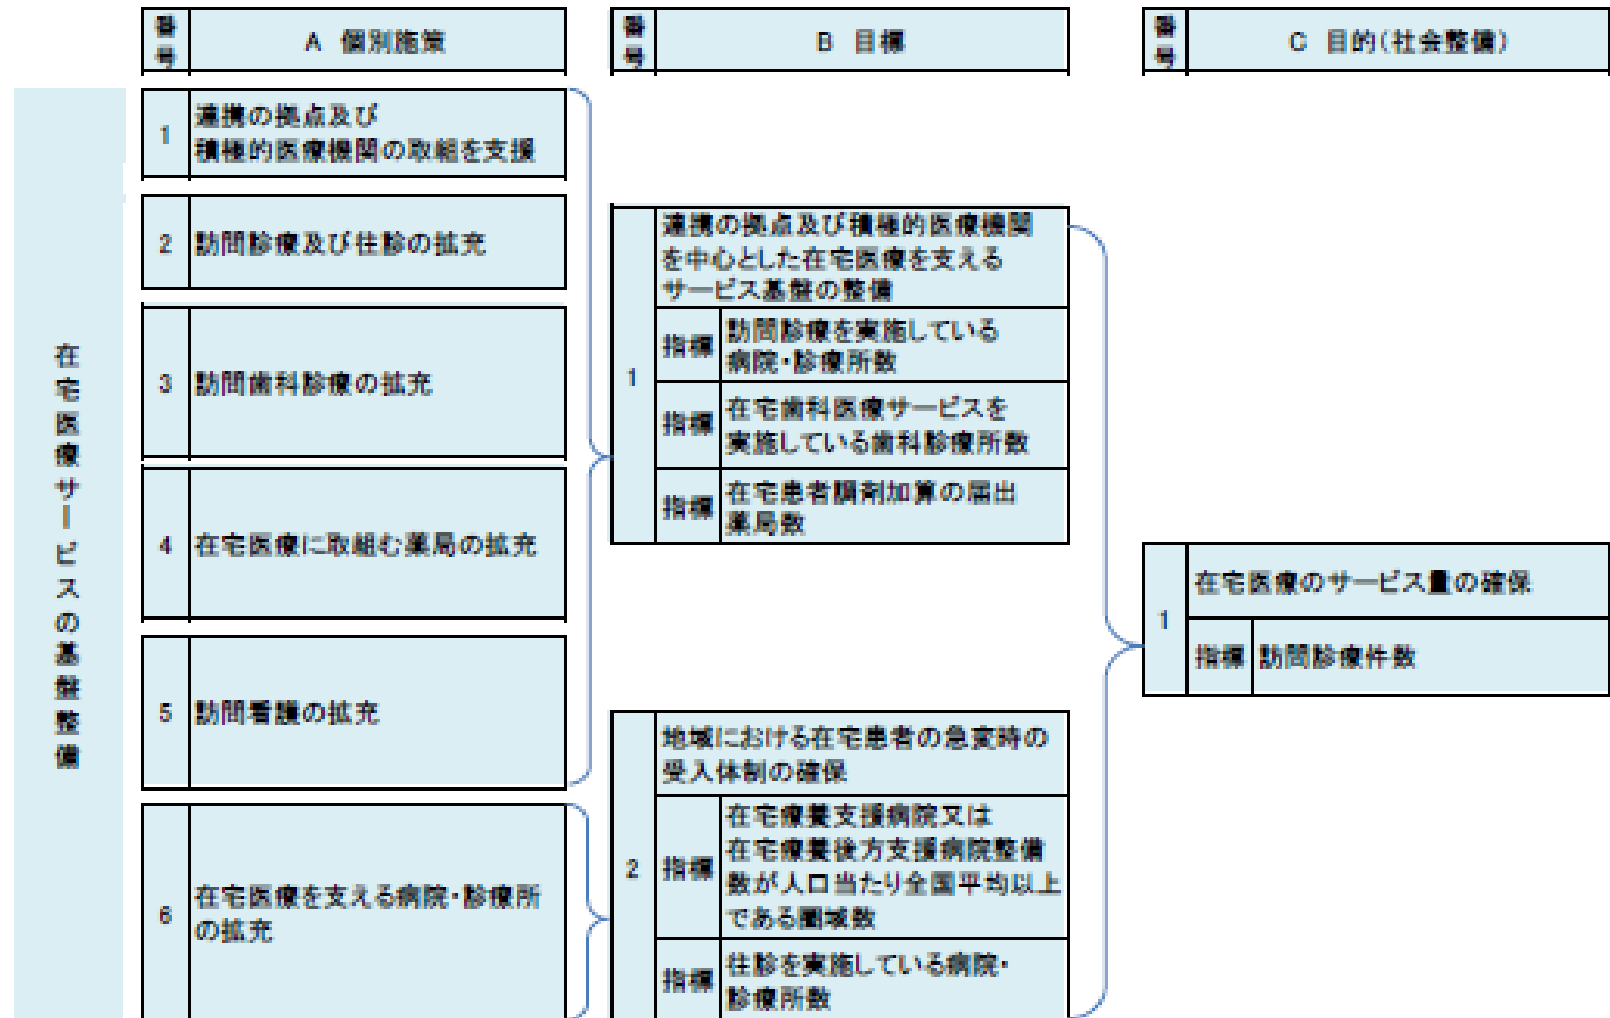 番号 A 個別施策
番号 B 目標
番号 C 目的(社会整備)
在宅医療サービスの基盤整備
1 連携の拠点及び
積極的医療機関の取組を支援
2 訪問診療及び往診の拡充
3 訪問歯科診療の拡充
4 在宅医療に取組む薬局の拡充
5 訪問看護の拡充
6 在宅医療を支える病院・診療所
の拡充
1 連携の拠点及び積極的医療機関
を中心とした在宅医療を支える
サービス基盤の整備
指標 訪問診療を実施している
病院・診療所数
指標 在宅歯科医療サービスを
実施している歯科診療所数
指標 在宅患者調剤加算の届出
薬局数
2 地域における在宅患者の急変時の
受入体制の確保
指標 在宅療養支援病院又は
在宅療養後方支援病院整備
数が人口当たり全国平均以上
である圏域数
指標 往診を実施している病院・
診療所数
1 在宅医療のサービス量の確保
指標 訪問診療件数